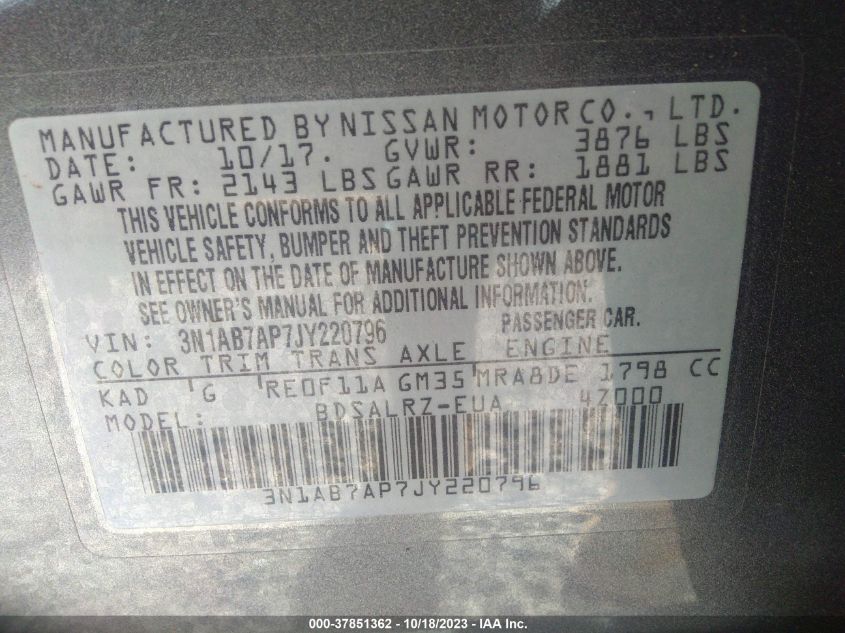 MANUFACTURED BY NISSAN MOTOR CO., LTD.
DATE: 10/17. GVWR: 3876 LBS
GAWR FR: 2143 LBS GAWR RR: 1881 LBS
THIS VEHICLE CONFORMS TO ALL APPLICABLE FEDERAL MOTOR
VEHICLE SAFETY, BUMPER AND THEFT PREVENTION STANDARDS
IN EFFECT ON THE DATE OF MANUFACTURE SHOWN ABOVE.
SEE OWNER'S MANUAL FOR ADDITIONAL INFORMATION.
VIN: 3N1AB7AP7JY220796 PASSENGER CAR.
COLOR TRIM TRANS AXLE ENGINE
KAD G RE0F11A GM35 MRA8DE 1798 CC
MODEL: BDSALRZ-EUA 47000
3N1AB7AP7JY220796
000-37851362 - 10/18/2023 - IAA Inc.